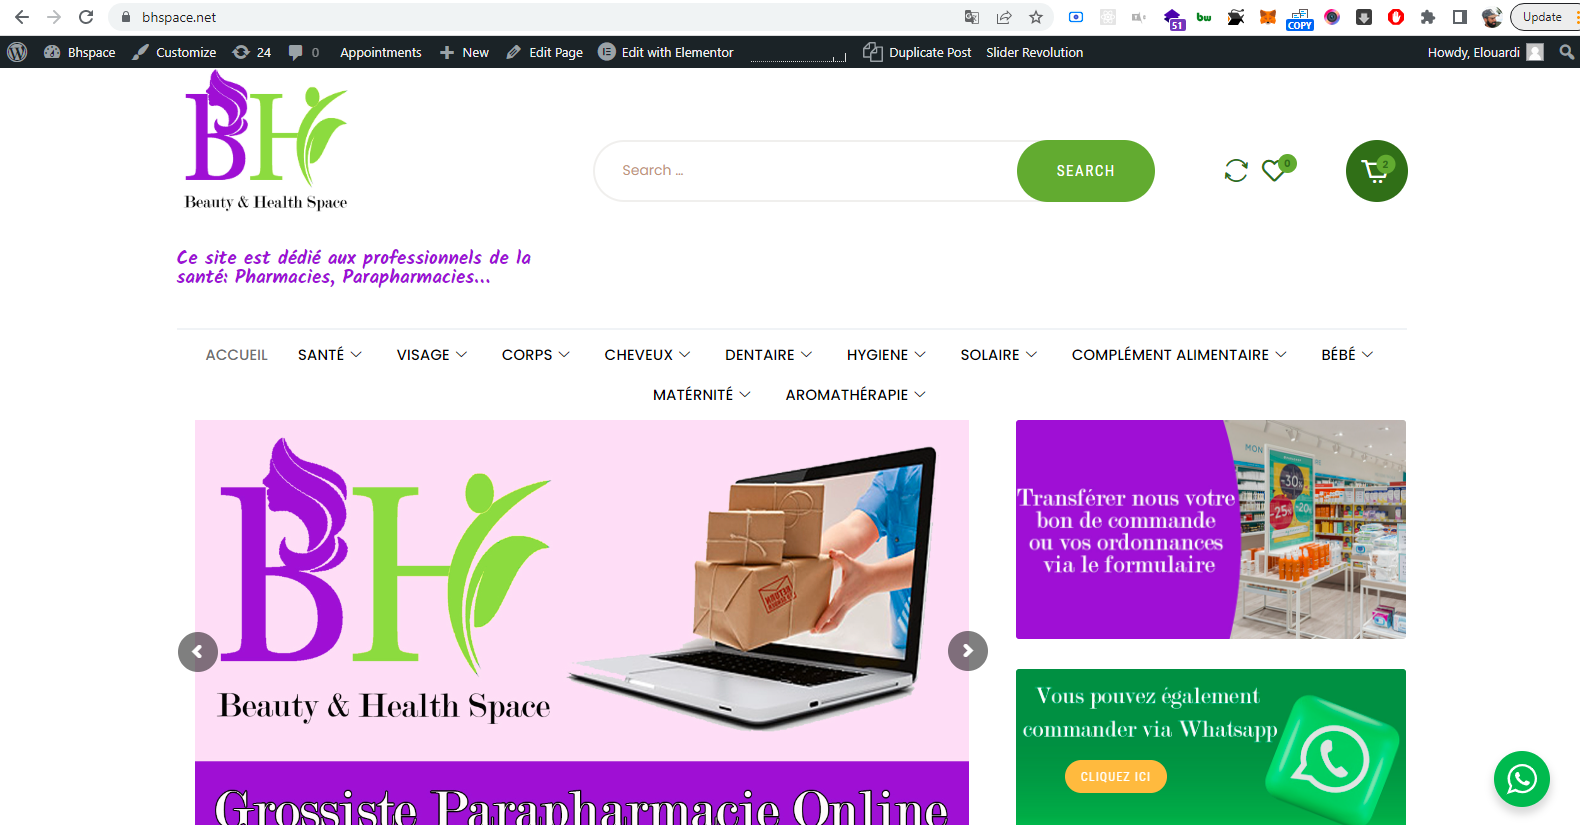 bhspace.net
51
COPY
Update
Bhspace
Customize
24
0
Appointments
New
Edit Page
Edit with Elementor
Duplicate Post
Slider Revolution
Howdy, Elouardi
BH
Beauty & Health Space
Search ...
SEARCH
0
2
Ce site est dédié aux professionnels de la
santé: Pharmacies, Parapharmacies...
ACCUEIL
SANTÉ
VISAGE
CORPS
CHEVEUX
DENTAIRE
HYGIENE
SOLAIRE
COMPLÉMENT ALIMENTAIRE
BÉBÉ
MATÉRNITÉ
AROMATHÉRAPIE
BH
Beauty & Health Space
Grossiste Parapharmacie Online
MON
-30%
-25%
-20%
Transférer nous votre
bon de commande
ou vos ordonnances
via le formulaire
Vous pouvez également
commander via Whatsapp
CLIQUEZ ICI